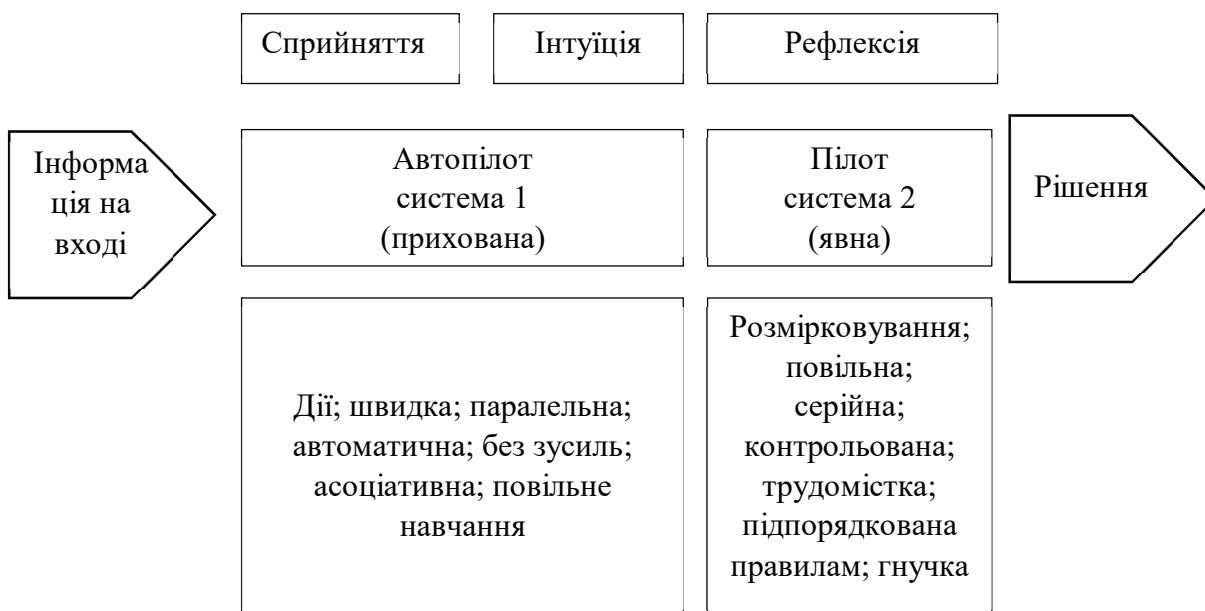 Сприйняття
Інтуїція
Рефлексія
Інформа
ція на
вході
Автопілот
система 1
(прихована)
Пілот
система 2
(явна)
Рішення
Дії; швидка; паралельна;
автоматична; без зусиль;
асоціативна; повільне
навчання
Розмірковування;
повільна;
серійна;
контрольована;
трудомістка;
підпорядкована
правилам; гнучка